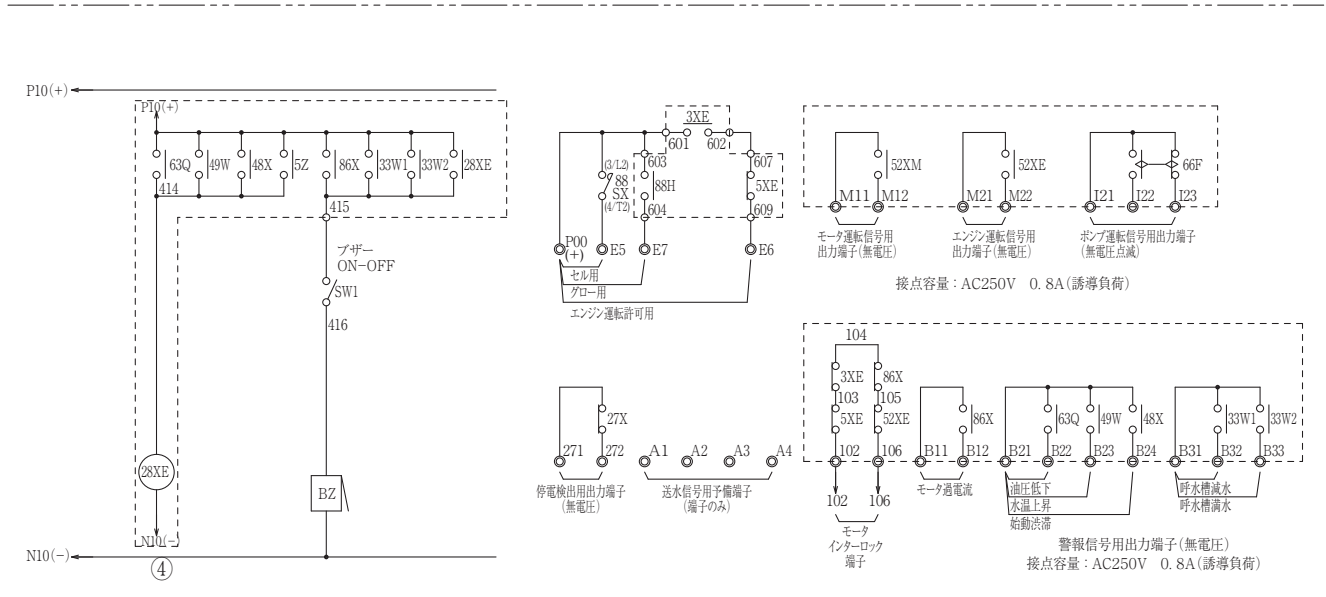 P10(+)
P10(+)
63Q
49W
48X
5Z
86X
33W1
33W2
28XE
414
415
ブザー
ON-OFF
SW1
416
28XE
BZ
N10(-)
N10(-)
④
3XE
601
602
(3/L2)
88
SX
(4/T2)
603
88H
604
607
5XE
609
P00
(+)
E5
E7
E6
セル用
グロー用
エンジン運転許可用
52XM
M11
M12
52XE
M21
M22
66F
I21
I22
I23
モータ運転信号用
出力端子(無電圧)
エンジン運転信号用
出力端子(無電圧)
ポンプ運転信号用出力端子
(無電圧点滅)
接点容量：AC250V 0.8A(誘導負荷)
27X
271
272
停電検出用出力端子
(無電圧)
A1
A2
A3
A4
送水信号用予備端子
(端子のみ)
104
3XE
86X
103
105
5XE
52XE
102
106
102
106
モータ
インターロック
端子
86X
B11
B12
モータ過電流
63Q
49W
48X
B21
B22
B23
B24
油圧低下
水温上昇
始動渋滞
33W1
33W2
B31
B32
B33
呼水槽減水
呼水槽満水
警報信号用出力端子(無電圧)
接点容量：AC250V 0.8A(誘導負荷)